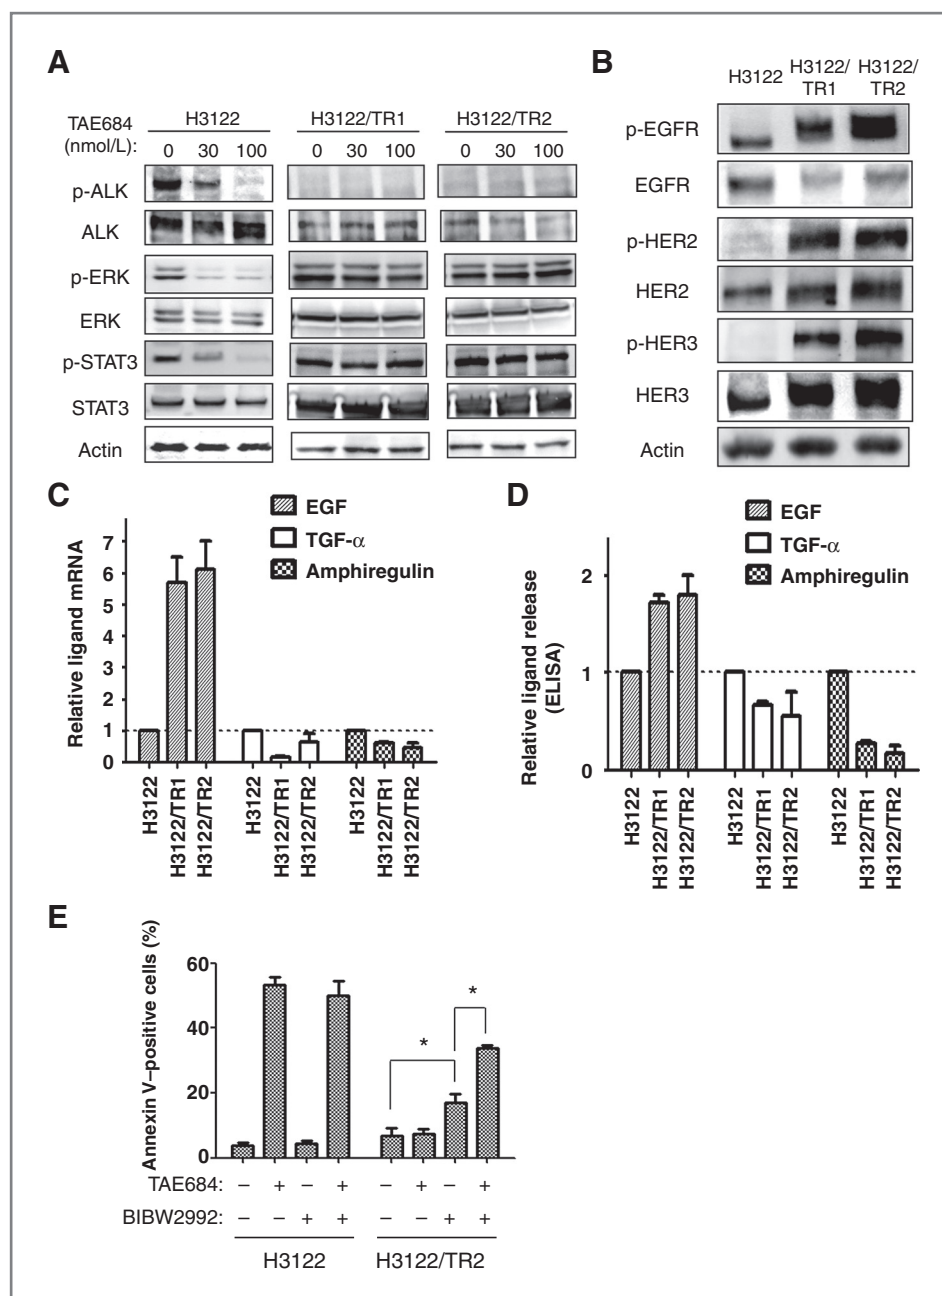 A
TAE684 (nmol/L):
H3122 H3122/TR1 H3122/TR2
0 30 100 0 30 100 0 30 100
p-ALK
ALK
p-ERK
ERK
p-STAT3
STAT3
Actin
B
H3122 H3122/TR1 H3122/TR2
p-EGFR
EGFR
p-HER2
HER2
p-HER3
HER3
Actin
C
EGF
TGF-α
Amphiregulin
Relative ligand mRNA
7
6
5
4
3
2
1
0
H3122 H3122/TR1 H3122/TR2 H3122 H3122/TR1 H3122/TR2 H3122 H3122/TR1 H3122/TR2
D
EGF
TGF-α
Amphiregulin
Relative ligand release
(ELISA)
2
1
0
H3122 H3122/TR1 H3122/TR2 H3122 H3122/TR1 H3122/TR2 H3122 H3122/TR1 H3122/TR2
E
Annexin V–positive cells (%)
60
40
20
0
* *
TAE684: – + – + – + – +
BIBW2992: – – + + – – + +
H3122 H3122/TR2